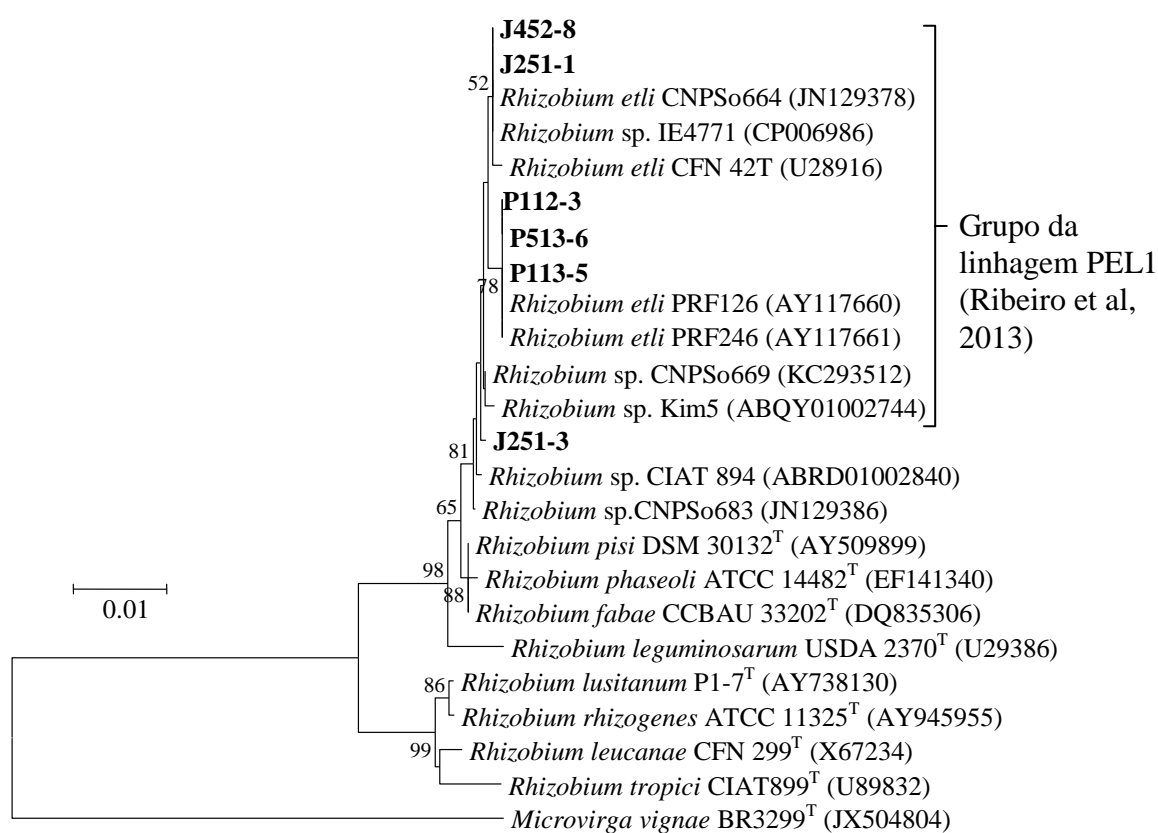 J452-8
J251-1
52
Rhizobium etli CNPSo664 (JN129378)
Rhizobium sp. IE4771 (CP006986)
Rhizobium etli CFN 42T (U28916)
P112-3
P513-6
P113-5
78
Rhizobium etli PRF126 (AY117660)
Rhizobium etli PRF246 (AY117661)
Rhizobium sp. CNPSo669 (KC293512)
Rhizobium sp. Kim5 (ABQY01002744)
Grupo da
linhagem PEL1
(Ribeiro et al,
2013)
J251-3
81
Rhizobium sp. CIAT 894 (ABRD01002840)
65
Rhizobium sp.CNPSo683 (JN129386)
Rhizobium pisi DSM 30132T (AY509899)
98
Rhizobium phaseoli ATCC 14482T (EF141340)
88
Rhizobium fabae CCBAU 33202T (DQ835306)
0.01
Rhizobium leguminosarum USDA 2370T (U29386)
86
Rhizobium lusitanum P1-7T (AY738130)
Rhizobium rhizogenes ATCC 11325T (AY945955)
99
Rhizobium leucanae CFN 299T (X67234)
Rhizobium tropici CIAT899T (U89832)
Microvirga vignae BR3299T (JX504804)